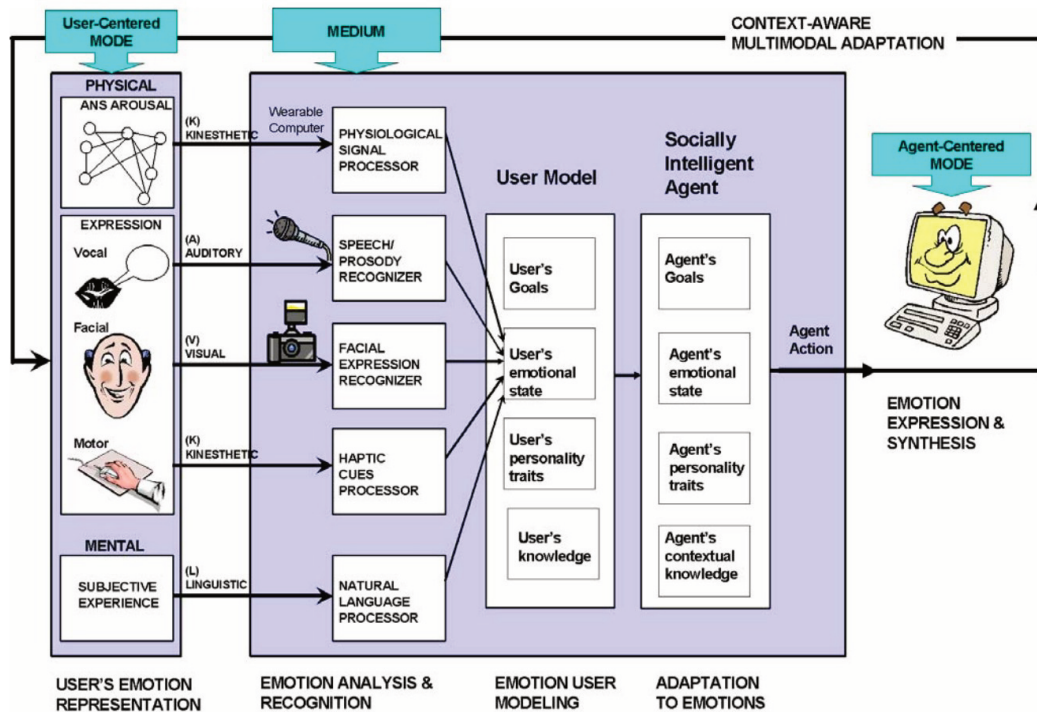 User-Centered
MODE
MEDIUM
CONTEXT-AWARE
MULTIMODAL ADAPTATION
PHYSICAL
ANS AROUSAL
(K)
KINESTHETIC
Wearable
Computer
PHYSIOLOGICAL
SIGNAL
PROCESSOR
EXPRESSION
Vocal
(A)
AUDITORY
SPEECH/
PROSODY
RECOGNIZER
Facial
(V)
VISUAL
FACIAL
EXPRESSION
RECOGNIZER
Motor
(K)
KINESTHETIC
HAPTIC
CUES
PROCESSOR
MENTAL
SUBJECTIVE
EXPERIENCE
(L)
LINGUISTIC
NATURAL
LANGUAGE
PROCESSOR
User Model
User's
Goals
User's
emotional
state
User's
personality
traits
User's
knowledge
Socially
Intelligent
Agent
Agent's
Goals
Agent's
emotional
state
Agent's
personality
traits
Agent's
contextual
knowledge
Agent
Action
Agent-Centered
MODE
EMOTION
EXPRESSION &
SYNTHESIS
USER'S EMOTION
REPRESENTATION
EMOTION ANALYSIS &
RECOGNITION
EMOTION USER
MODELING
ADAPTATION
TO EMOTIONS